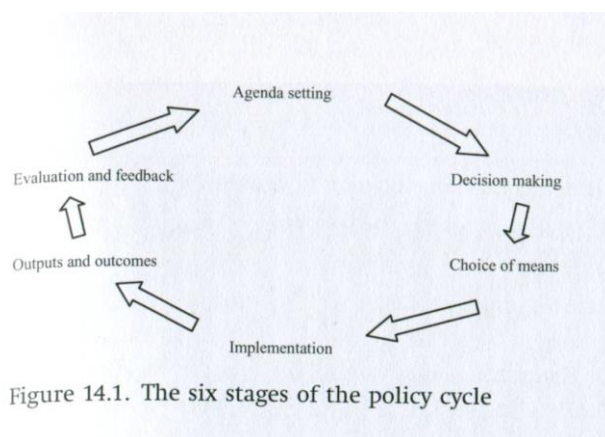 Agenda setting
Evaluation and feedback
Decision making
Outputs and outcomes
Choice of means
Implementation
Figure 14.1. The six stages of the policy cycle